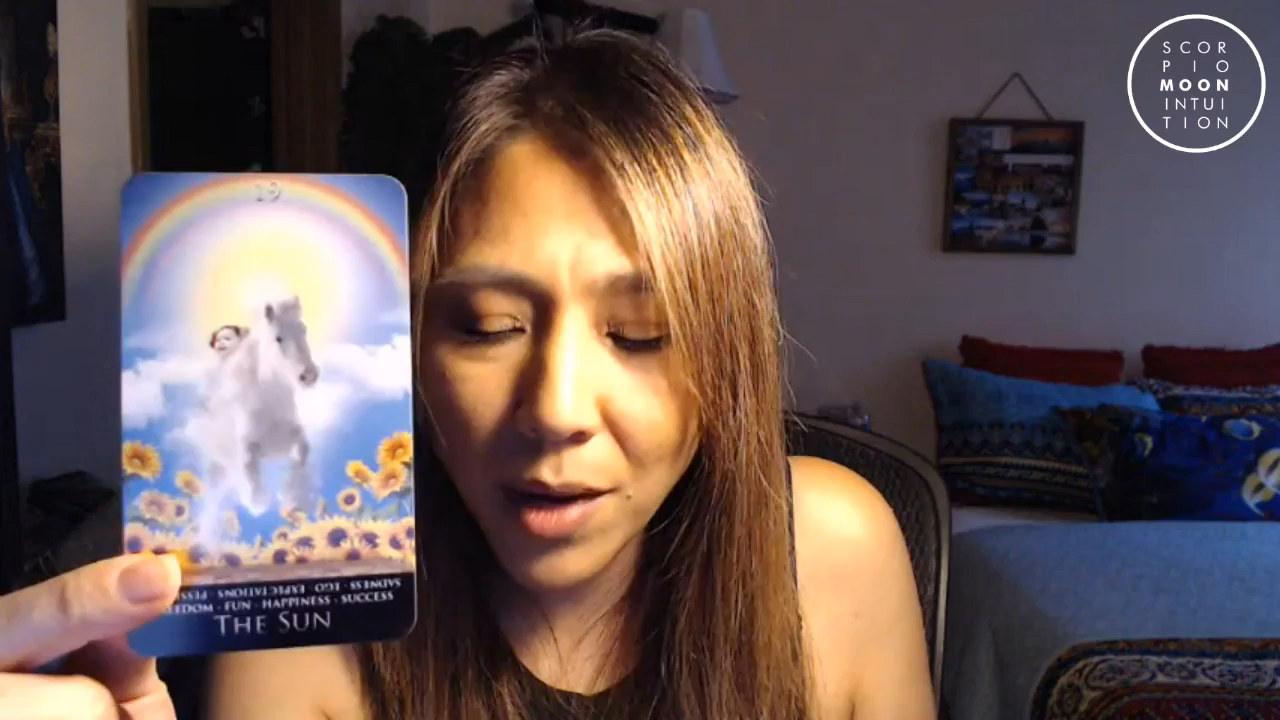 SCOR
PIO
MOON
INTUI
TION
19
SADNESS · EGO · EXPECTATIONS ·
· FUN · HAPPINESS · SUCCESS
THE SUN